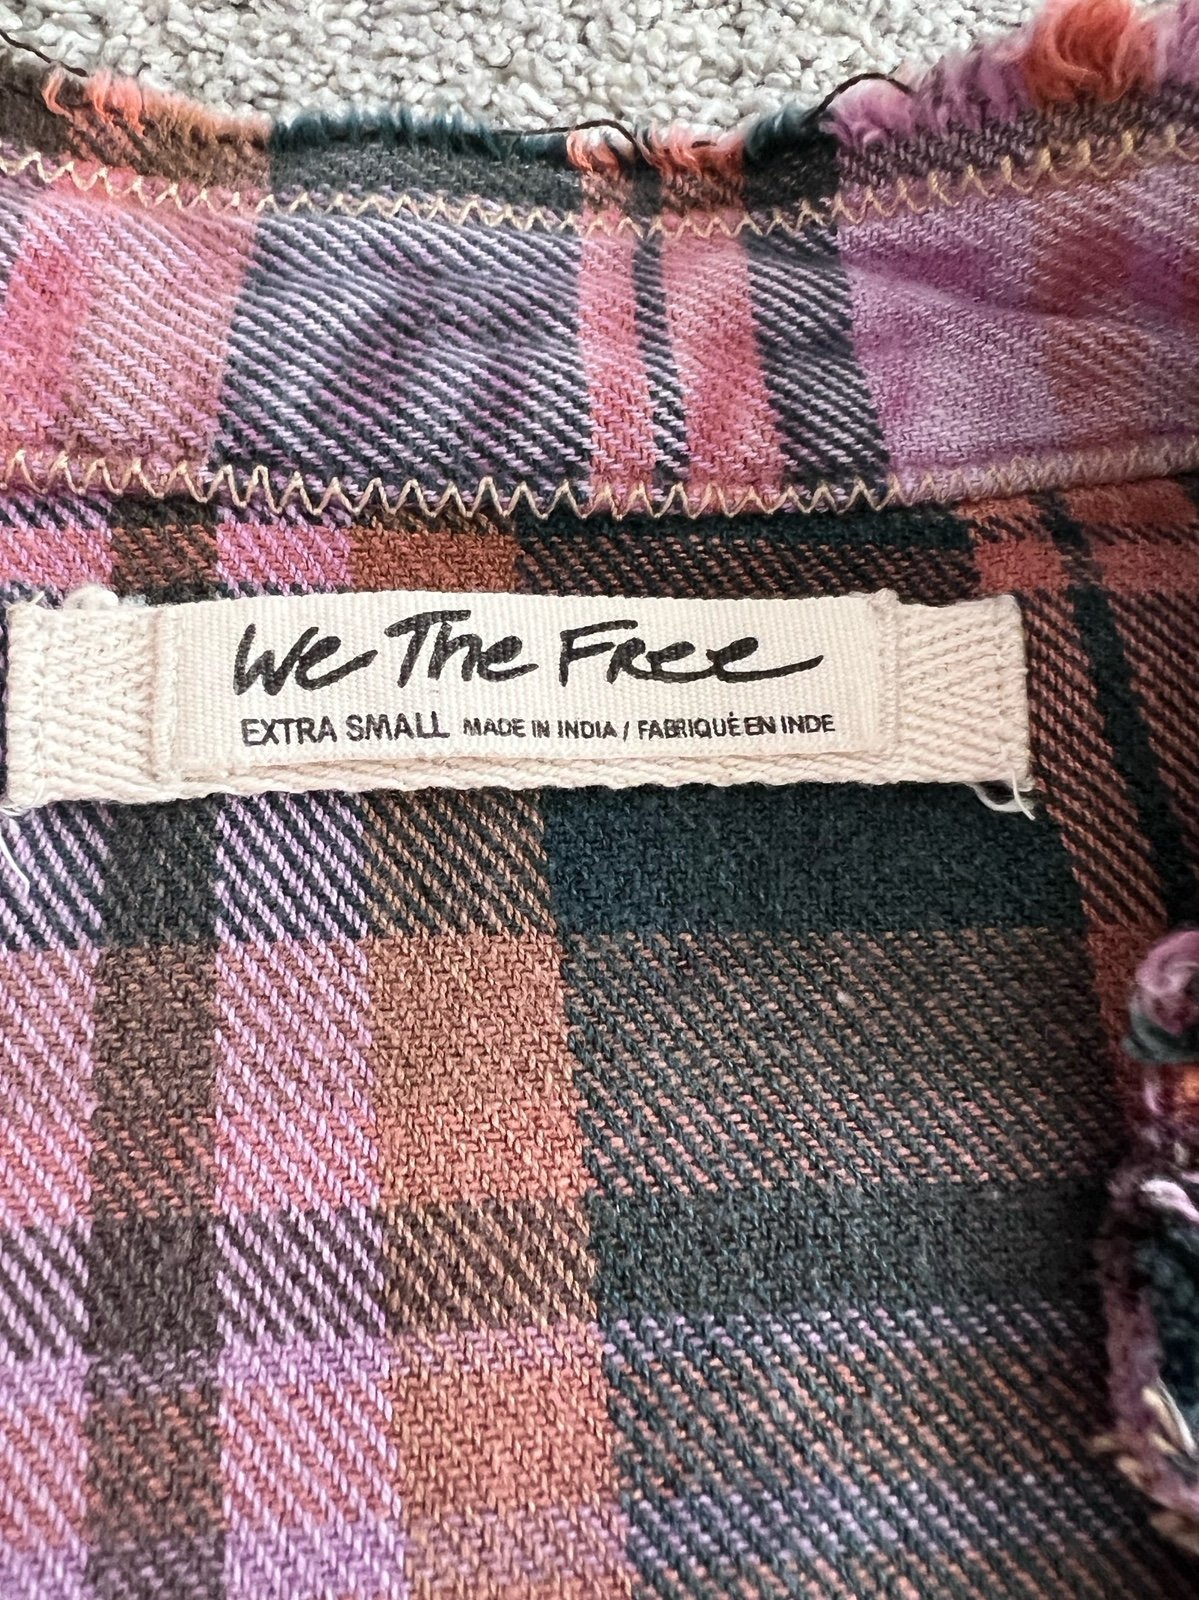 We The Free
EXTRA SMALL MADE IN INDIA / FABRIQUÉ EN INDE